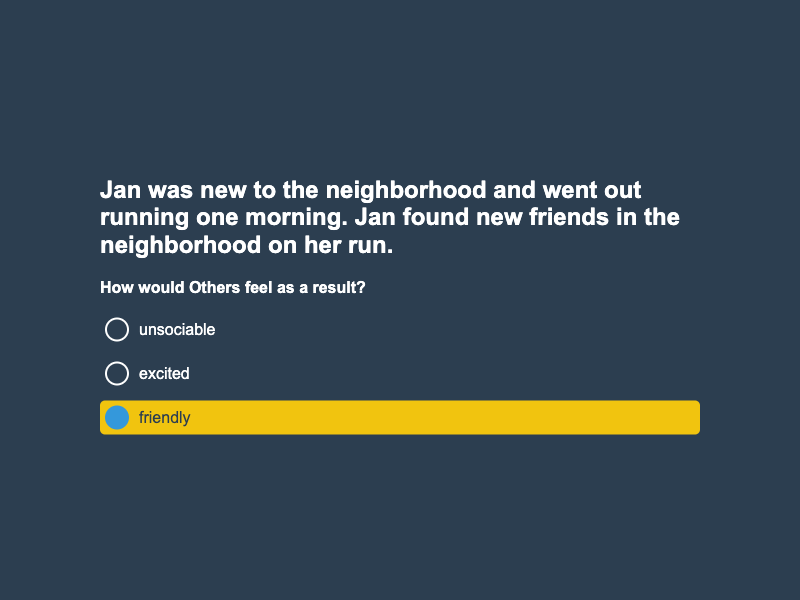 Jan was new to the neighborhood and went out
running one morning. Jan found new friends in the
neighborhood on her run.
How would Others feel as a result?
unsociable
excited
friendly